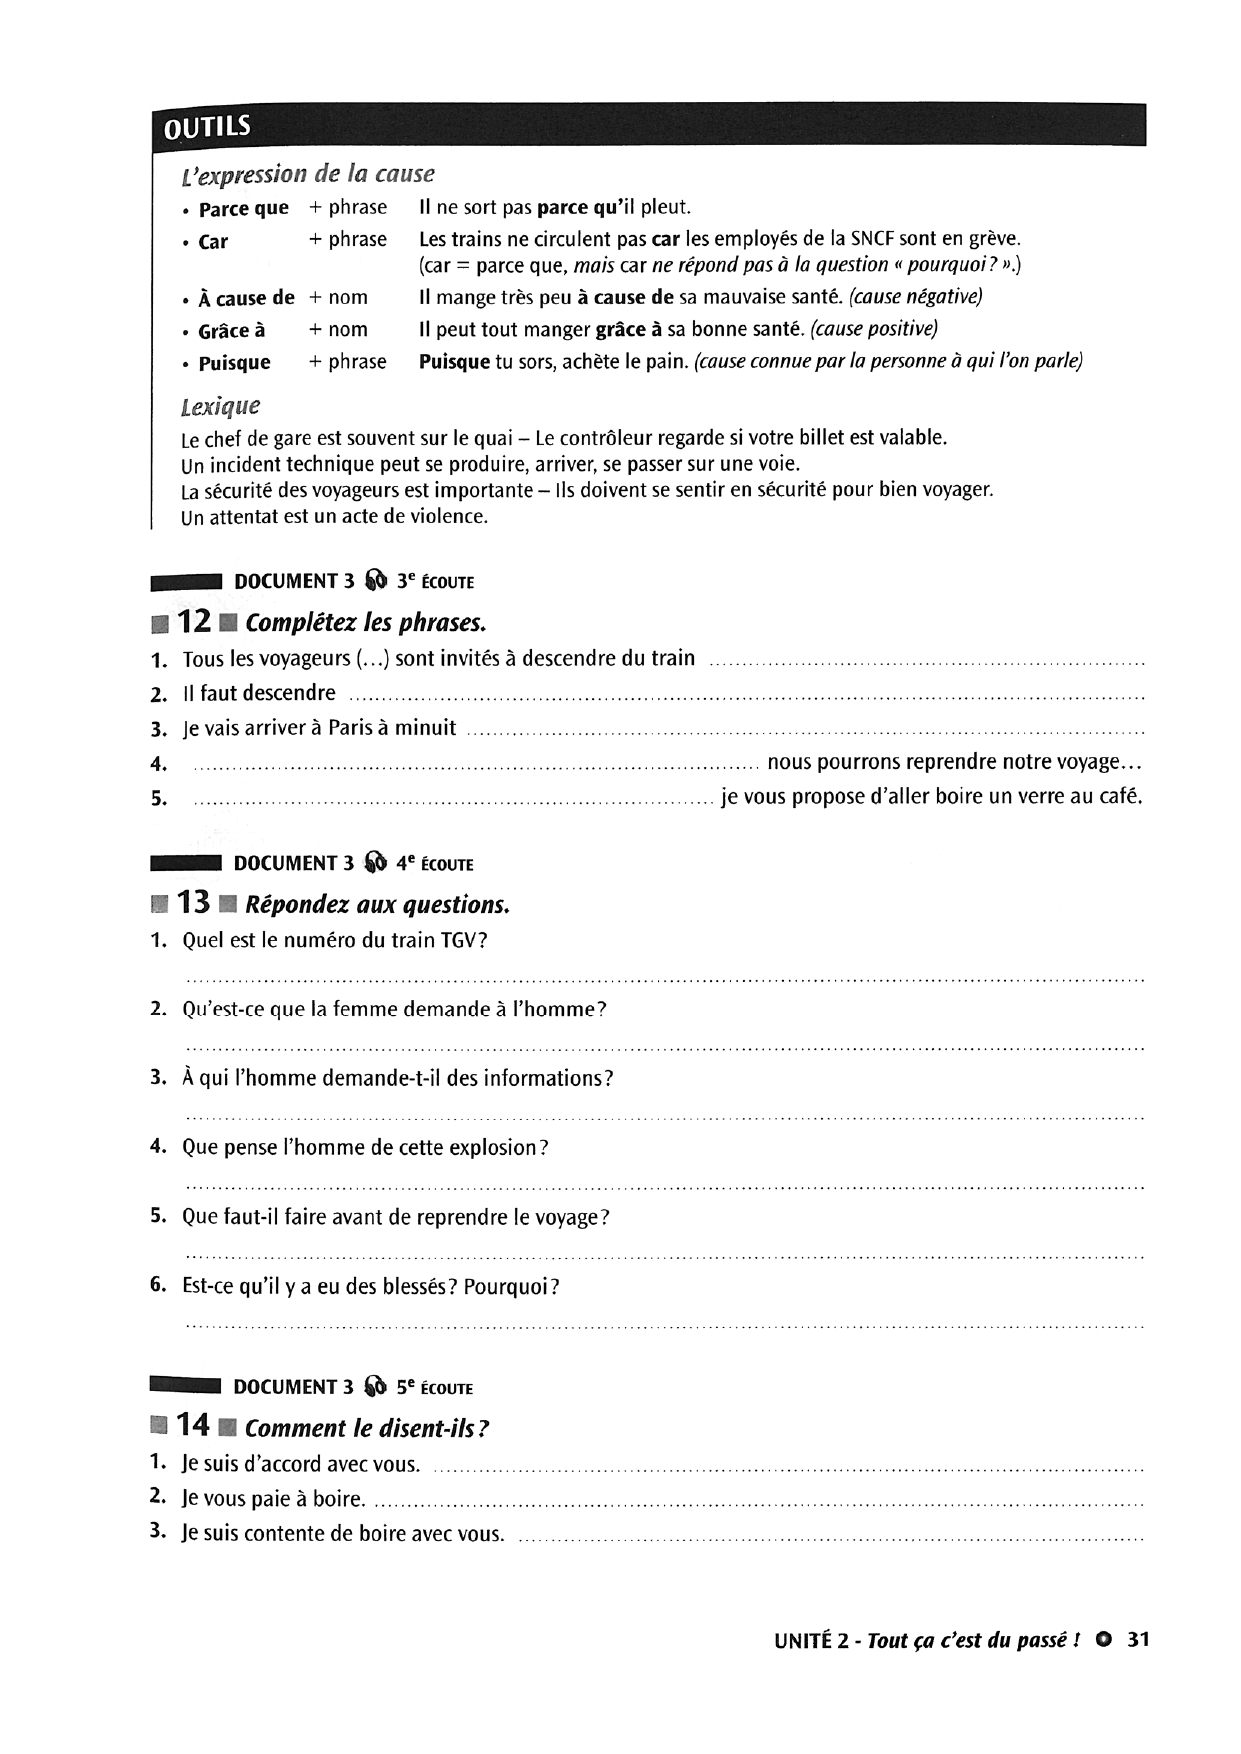 OUTILS
L'expression de la cause
• Parce que + phrase Il ne sort pas parce qu'il pleut.
• Car + phrase Les trains ne circulent pas car les employés de la SNCF sont en grève.
(car = parce que, mais car ne répond pas à la question « pourquoi ? ».)
• À cause de + nom Il mange très peu à cause de sa mauvaise santé. (cause négative)
• Grâce à + nom Il peut tout manger grâce à sa bonne santé. (cause positive)
• Puisque + phrase Puisque tu sors, achète le pain. (cause connue par la personne à qui l'on parle)
Lexique
Le chef de gare est souvent sur le quai – Le contrôleur regarde si votre billet est valable.
Un incident technique peut se produire, arriver, se passer sur une voie.
La sécurité des voyageurs est importante – Ils doivent se sentir en sécurité pour bien voyager.
Un attentat est un acte de violence.
DOCUMENT 3 3e ÉCOUTE
12 Complétez les phrases.
1. Tous les voyageurs (...) sont invités à descendre du train ....................
2. Il faut descendre ....................
3. Je vais arriver à Paris à minuit ....................
4. .................... nous pourrons reprendre notre voyage...
5. .................... je vous propose d'aller boire un verre au café.
DOCUMENT 3 4e ÉCOUTE
13 Répondez aux questions.
1. Quel est le numéro du train TGV?
2. Qu'est-ce que la femme demande à l'homme?
3. À qui l'homme demande-t-il des informations?
4. Que pense l'homme de cette explosion?
5. Que faut-il faire avant de reprendre le voyage?
6. Est-ce qu'il y a eu des blessés? Pourquoi?
DOCUMENT 3 5e ÉCOUTE
14 Comment le disent-ils?
1. Je suis d'accord avec vous. ....................
2. Je vous paie à boire. ....................
3. Je suis contente de boire avec vous. ....................
UNITÉ 2 - Tout ça c'est du passé ! 31